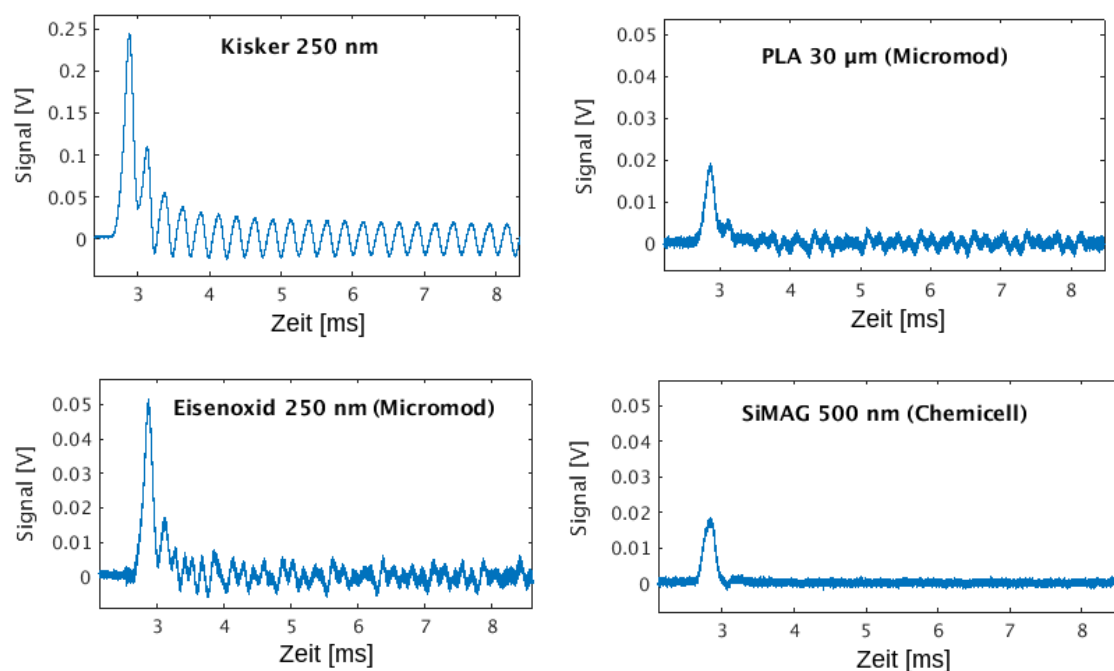 Kisker 250 nm
Signal [V]
0.25
0.2
0.15
0.1
0.05
0
3 4 5 6 7 8
Zeit [ms]
PLA 30 µm (Micromod)
Signal [V]
0.05
0.04
0.03
0.02
0.01
0
3 4 5 6 7 8
Zeit [ms]
Eisenoxid 250 nm (Micromod)
Signal [V]
0.05
0.04
0.03
0.02
0.01
0
3 4 5 6 7 8
Zeit [ms]
SiMAG 500 nm (Chemicell)
Signal [V]
0.05
0.04
0.03
0.02
0.01
0
3 4 5 6 7 8
Zeit [ms]